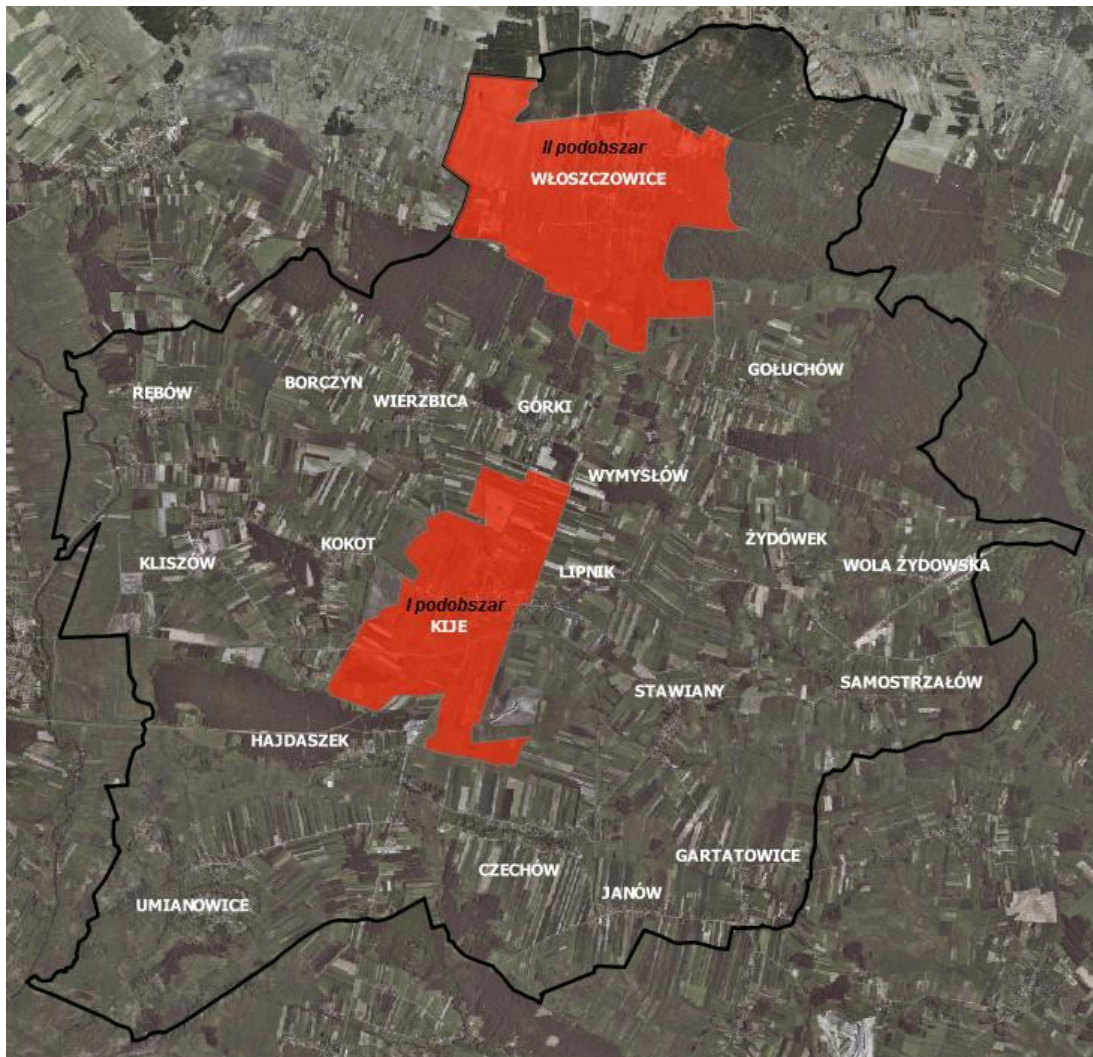 II podobszar
WŁOSZCZOWICE
GOŁUCHÓW
BORCZYN
RĘBÓW
WIERZBICA
GÓRKI
WYMYSŁÓW
ŻYDÓWEK
KOKOT
KLISZÓW
LIPNIK
WOLA ŻYDOWSKA
I podobszar
KIJE
SAMOSTRZAŁÓW
STAWIANY
HAJDASZEK
GARTATOWICE
CZECHÓW
JANÓW
UMIANOWICE